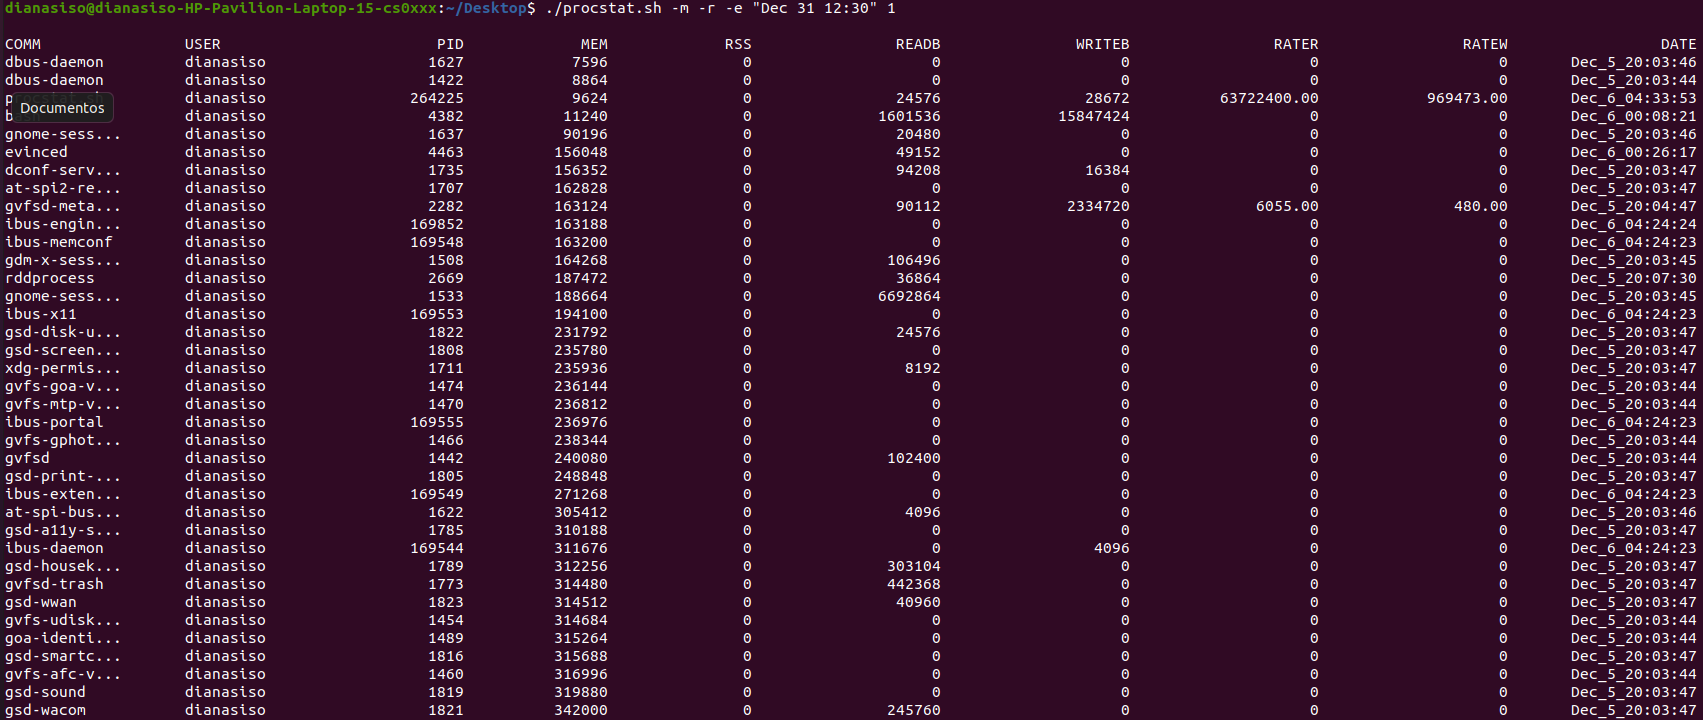 dianasiso@dianasiso-HP-Pavilion-Laptop-15-cs0xxx:~/Desktop$ ./procstat.sh -m -r -e "Dec 31 12:30" 1
COMM USER PID MEM RSS READB WRITEB RATER RATEW DATE
dbus-daemon dianasiso 1627 7596 0 0 0 0 0 Dec_5_20:03:46
dbus-daemon dianasiso 1422 8864 0 0 0 0 0 Dec_5_20:03:44
dianasiso 264225 9624 0 24576 28672 63722400.00 969473.00 Dec_6_04:33:53
Documentos
dianasiso 4382 11240 0 1601536 15847424 0 0 Dec_6_00:08:21
gnome-sess... dianasiso 1637 90196 0 20480 0 0 0 Dec_5_20:03:46
evinced dianasiso 4463 156048 0 49152 0 0 0 Dec_6_00:26:17
dconf-serv... dianasiso 1735 156352 0 94208 16384 0 0 Dec_5_20:03:47
at-spi2-re... dianasiso 1707 162828 0 0 0 0 0 Dec_5_20:03:47
gvfsd-meta... dianasiso 2282 163124 0 90112 2334720 6055.00 480.00 Dec_5_20:04:47
ibus-engin... dianasiso 169852 163188 0 0 0 0 0 Dec_6_04:24:24
ibus-memconf dianasiso 169548 163200 0 0 0 0 0 Dec_6_04:24:23
gdm-x-sess... dianasiso 1508 164268 0 106496 0 0 0 Dec_5_20:03:45
rddprocess dianasiso 2669 187472 0 36864 0 0 0 Dec_5_20:07:30
gnome-sess... dianasiso 1533 188664 0 6692864 0 0 0 Dec_5_20:03:45
ibus-x11 dianasiso 169553 194100 0 0 0 0 0 Dec_6_04:24:23
gsd-disk-u... dianasiso 1822 231792 0 24576 0 0 0 Dec_5_20:03:47
gsd-screen... dianasiso 1808 235780 0 0 0 0 0 Dec_5_20:03:47
xdg-permis... dianasiso 1711 235936 0 8192 0 0 0 Dec_5_20:03:47
gvfs-goa-v... dianasiso 1474 236144 0 0 0 0 0 Dec_5_20:03:44
gvfs-mtp-v... dianasiso 1470 236812 0 0 0 0 0 Dec_5_20:03:44
ibus-portal dianasiso 169555 236976 0 0 0 0 0 Dec_6_04:24:23
gvfs-gphot... dianasiso 1466 238344 0 0 0 0 0 Dec_5_20:03:44
gvfsd dianasiso 1442 240080 0 102400 0 0 0 Dec_5_20:03:44
gsd-print-... dianasiso 1805 248848 0 0 0 0 0 Dec_5_20:03:47
ibus-exten... dianasiso 169549 271268 0 0 0 0 0 Dec_6_04:24:23
at-spi-bus... dianasiso 1622 305412 0 4096 0 0 0 Dec_5_20:03:46
gsd-a11y-s... dianasiso 1785 310188 0 0 0 0 0 Dec_5_20:03:47
ibus-daemon dianasiso 169544 311676 0 0 4096 0 0 Dec_6_04:24:23
gsd-housek... dianasiso 1789 312256 0 303104 0 0 0 Dec_5_20:03:47
gvfsd-trash dianasiso 1773 314480 0 442368 0 0 0 Dec_5_20:03:47
gsd-wwan dianasiso 1823 314512 0 40960 0 0 0 Dec_5_20:03:47
gvfs-udisk... dianasiso 1454 314684 0 0 0 0 0 Dec_5_20:03:44
goa-identi... dianasiso 1489 315264 0 0 0 0 0 Dec_5_20:03:44
gsd-smartc... dianasiso 1816 315688 0 0 0 0 0 Dec_5_20:03:47
gvfs-afc-v... dianasiso 1460 316996 0 0 0 0 0 Dec_5_20:03:44
gsd-sound dianasiso 1819 319880 0 0 0 0 0 Dec_5_20:03:47
gsd-wacom dianasiso 1821 342000 0 245760 0 0 0 Dec_5_20:03:47